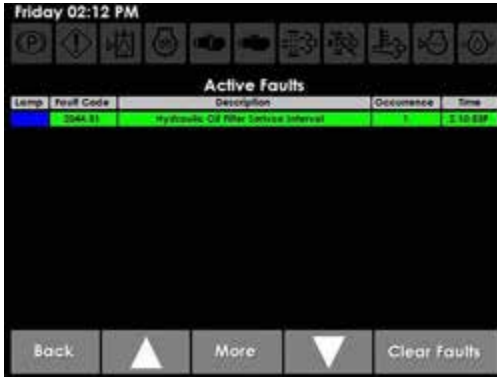 Friday 02:12 PM
Active Faults
Lamp Fault Code Description Occurrence Time
Hydraulic Oil Filter Service Interval 1
Back More Clear Faults